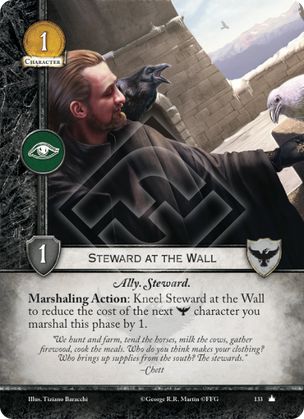 1
CHARACTER
1
STEWARD AT THE WALL
Ally. Steward.
Marshaling Action: Kneel Steward at the Wall
to reduce the cost of the next character you
marshal this phase by 1.
"We hunt and farm, tend the horses, milk the cows, gather
firewood, cook the meals. Who do you think makes your clothing?
Who brings up supplies from the south? The stewards."
–Chett
Illus. Tiziano Baracchi
©George R.R. Martin ©FFG
133